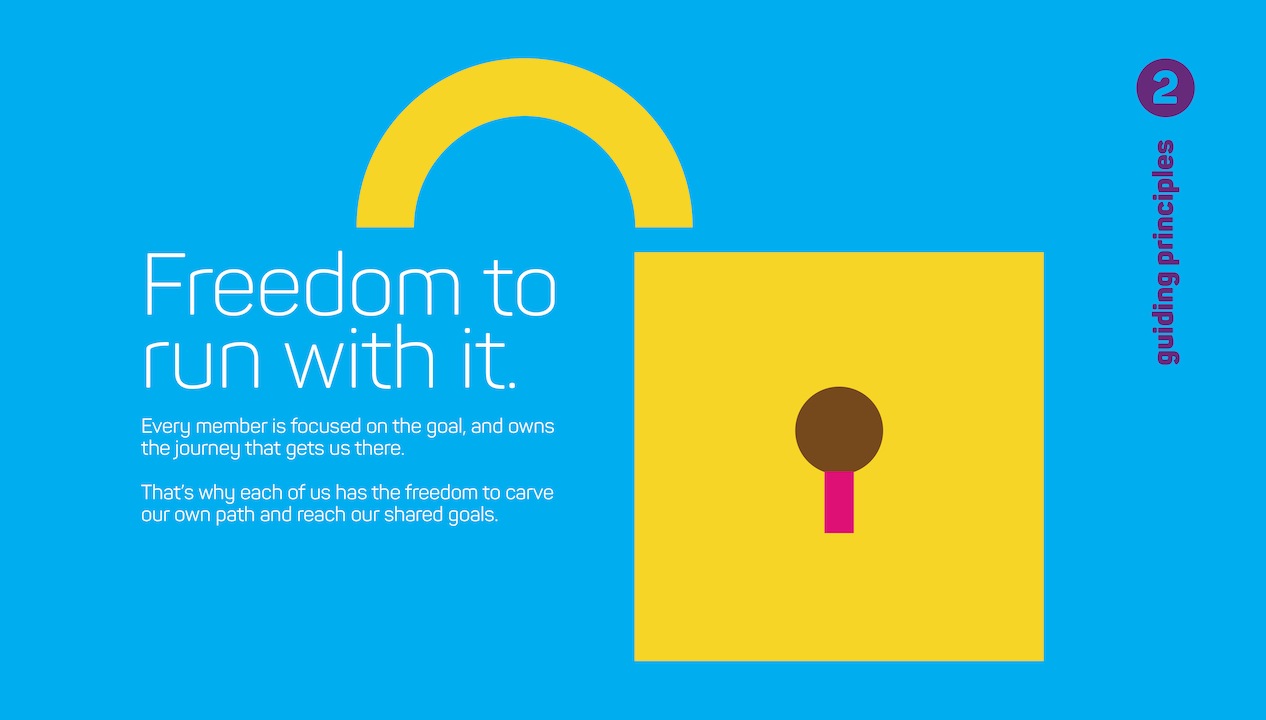 Freedom to
run with it.
Every member is focused on the goal, and owns
the journey that gets us there.
That's why each of us has the freedom to carve
our own path and reach our shared goals.
2
guiding principles